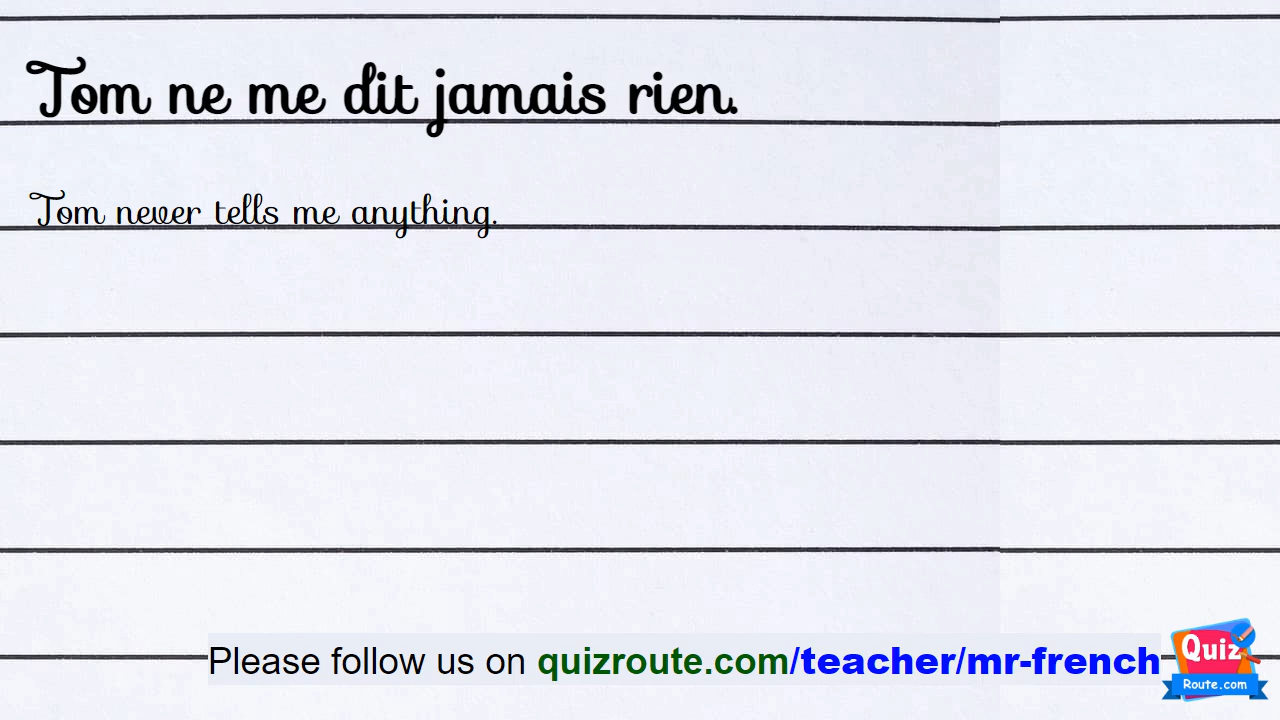 Tom ne me dit jamais rien.
Tom never tells me anything.
Please follow us on quizroute.com/teacher/mr-french
Quiz
Route.com